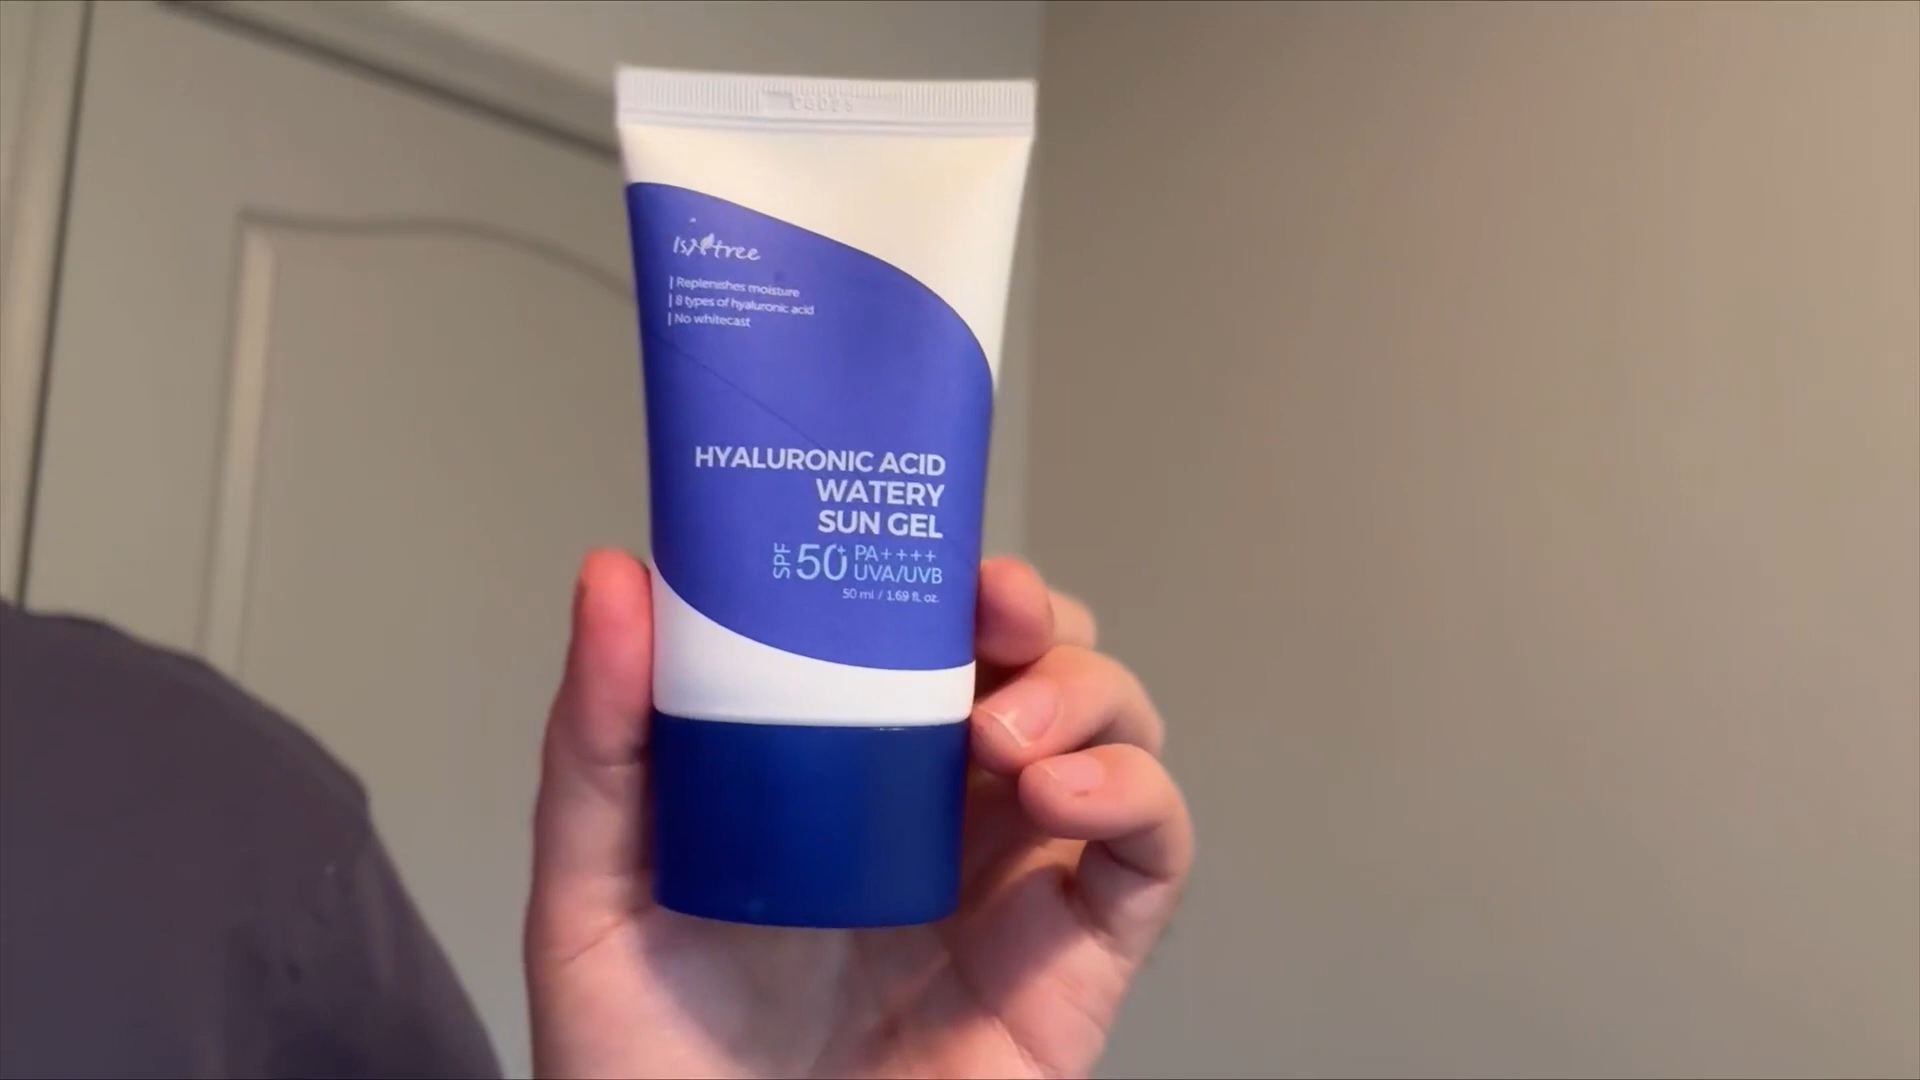 Isntree
Replenishes moisture
8 types of hyaluronic acid
No whitecast
HYALURONIC ACID
WATERY
SUN GEL
SPF 50+ PA++++
UVA/UVB
50 ml / 1.69 fl. oz.